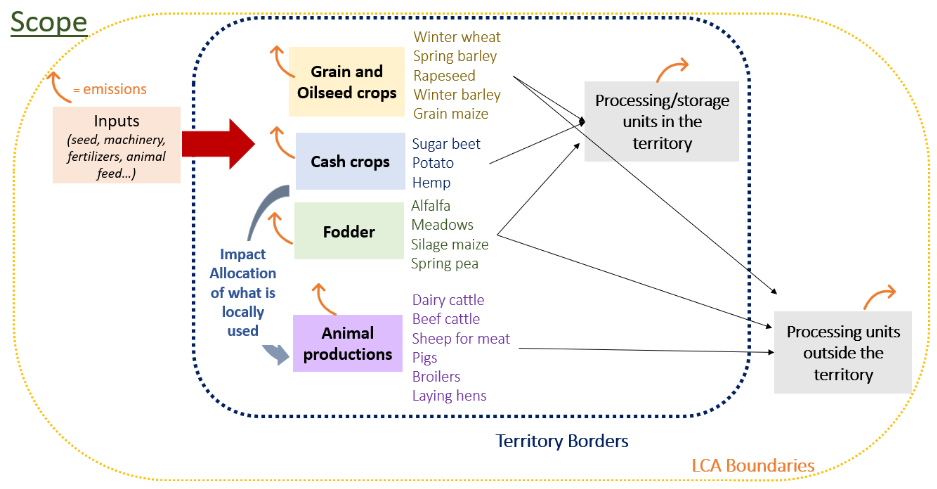 Scope
= emissions
Inputs
(seed, machinery,
fertilizers, animal
feed...)
Grain and
Oilseed crops
Winter wheat
Spring barley
Rapeseed
Winter barley
Grain maize
Processing/storage
units in the
territory
Cash crops
Sugar beet
Potato
Hemp
Fodder
Alfalfa
Meadows
Silage maize
Spring pea
Impact
Allocation
of what is
locally
used
Animal
productions
Dairy cattle
Beef cattle
Sheep for meat
Pigs
Broilers
Laying hens
Processing units
outside the
territory
Territory Borders
LCA Boundaries